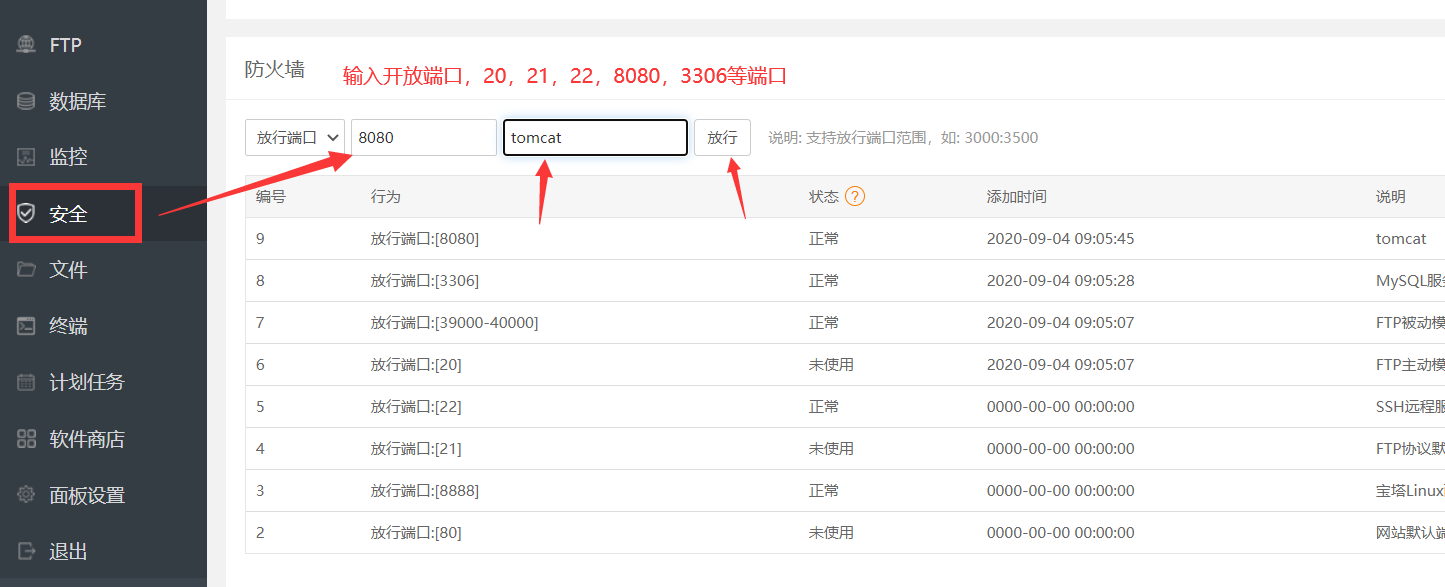 FTP
数据库
监控
安全
文件
终端
计划任务
软件商店
面板设置
退出
防火墙
输入开放端口，20，21，22，8080，3306等端口
放行端口 8080 tomcat 放行 说明: 支持放行端口范围，如: 3000:3500
编号 行为 状态 ? 添加时间 说明
9 放行端口:[8080] 正常 2020-09-04 09:05:45 tomcat
8 放行端口:[3306] 正常 2020-09-04 09:05:28 MySQL服
7 放行端口:[39000-40000] 正常 2020-09-04 09:05:07 FTP被动模
6 放行端口:[20] 未使用 2020-09-04 09:05:07 FTP主动模
5 放行端口:[22] 正常 0000-00-00 00:00:00 SSH远程服
4 放行端口:[21] 未使用 0000-00-00 00:00:00 FTP协议默
3 放行端口:[8888] 正常 0000-00-00 00:00:00 宝塔Linux
2 放行端口:[80] 未使用 0000-00-00 00:00:00 网站默认端